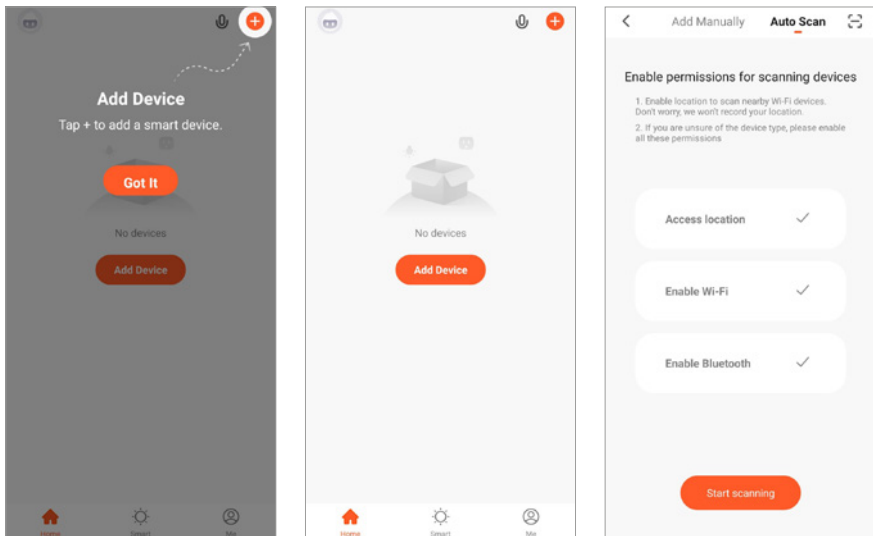 Add Device
Tap + to add a smart device.
Got It
No devices
Add Device
Home
Smart
Me
No devices
Add Device
Home
Smart
Me
Add Manually
Auto Scan
Enable permissions for scanning devices
1. Enable location to scan nearby Wi-Fi devices.
Don't worry, we won't record your location.
2. If you are unsure of the device type, please enable
all these permissions
Access location
Enable Wi-Fi
Enable Bluetooth
Start scanning